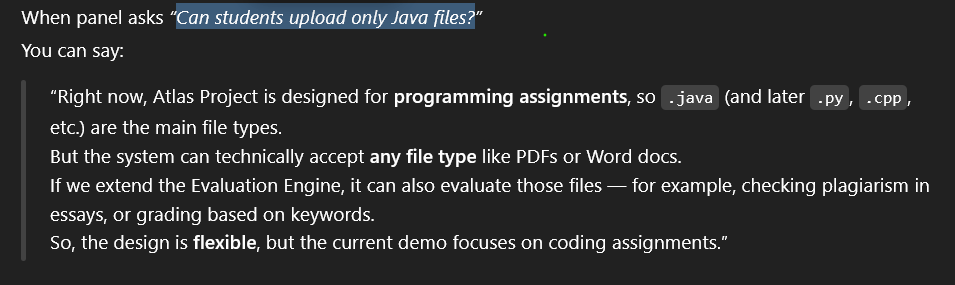 When panel asks “Can students upload only Java files?”
You can say:
“Right now, Atlas Project is designed for programming assignments, so .java (and later .py, .cpp,
etc.) are the main file types.
But the system can technically accept any file type like PDFs or Word docs.
If we extend the Evaluation Engine, it can also evaluate those files — for example, checking plagiarism in
essays, or grading based on keywords.
So, the design is flexible, but the current demo focuses on coding assignments.”